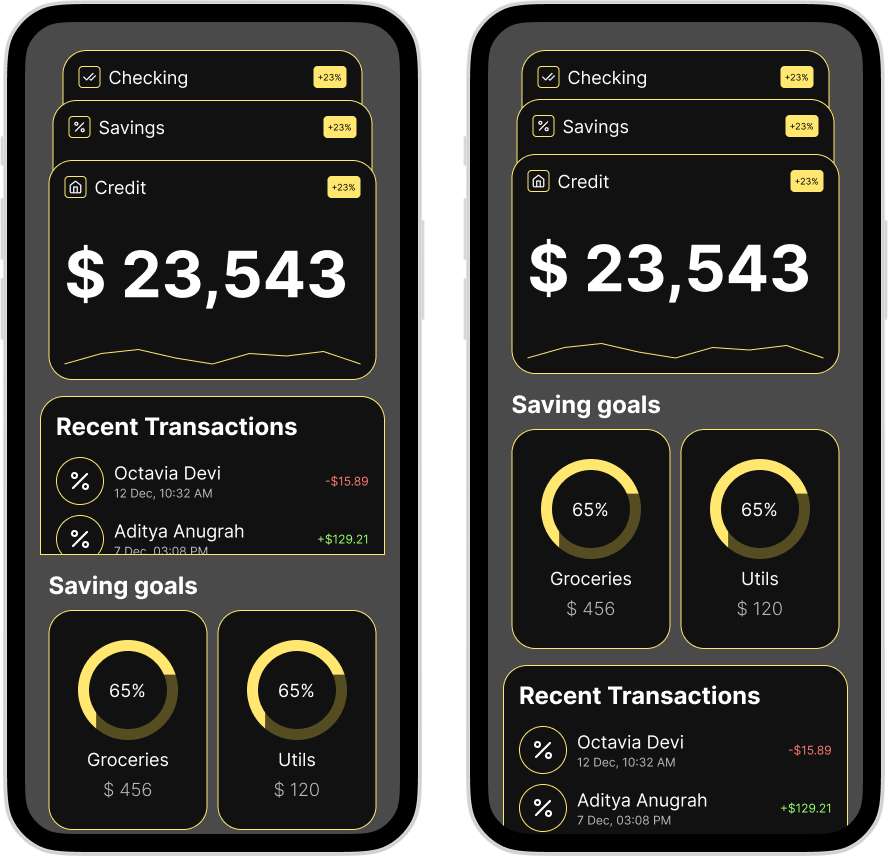 Checking
+23%
Savings
+23%
Credit
+23%
$ 23,543
Recent Transactions
Octavia Devi
12 Dec, 10:32 AM
-$15.89
Aditya Anugrah
7 Dec, 03:08 PM
+$129.21
Saving goals
65%
Groceries
$ 456
65%
Utils
$ 120
Checking
+23%
Savings
+23%
Credit
+23%
$ 23,543
Saving goals
65%
Groceries
$ 456
65%
Utils
$ 120
Recent Transactions
Octavia Devi
12 Dec, 10:32 AM
-$15.89
Aditya Anugrah
7 Dec, 03:08 PM
+$129.21